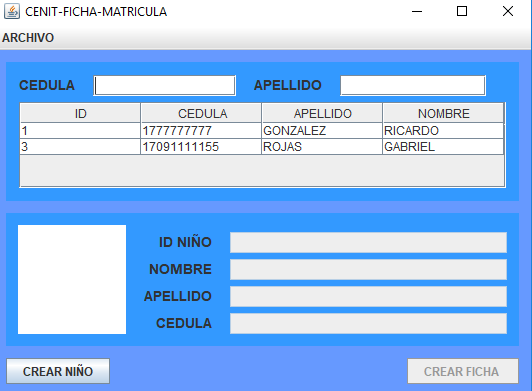 CENIT-FICHA-MATRICULA
ARCHIVO
CEDULA APELLIDO
ID CEDULA APELLIDO NOMBRE
1 1777777777 GONZALEZ RICARDO
3 17091111155 ROJAS GABRIEL
ID NIÑO
NOMBRE
APELLIDO
CEDULA
CREAR NIÑO CREAR FICHA